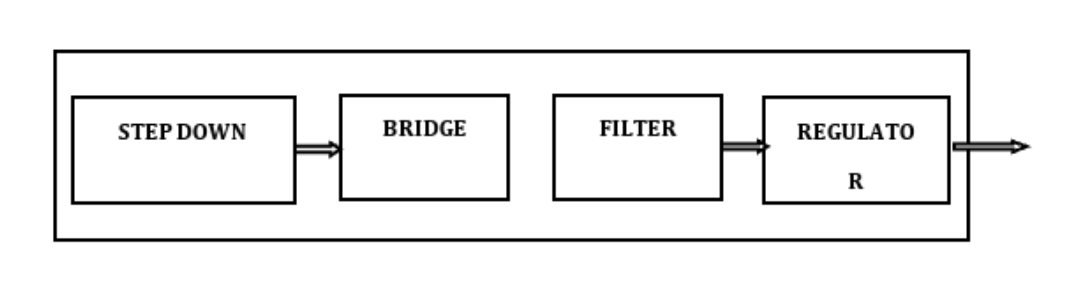 STEP DOWN
BRIDGE
FILTER
REGULATO
R